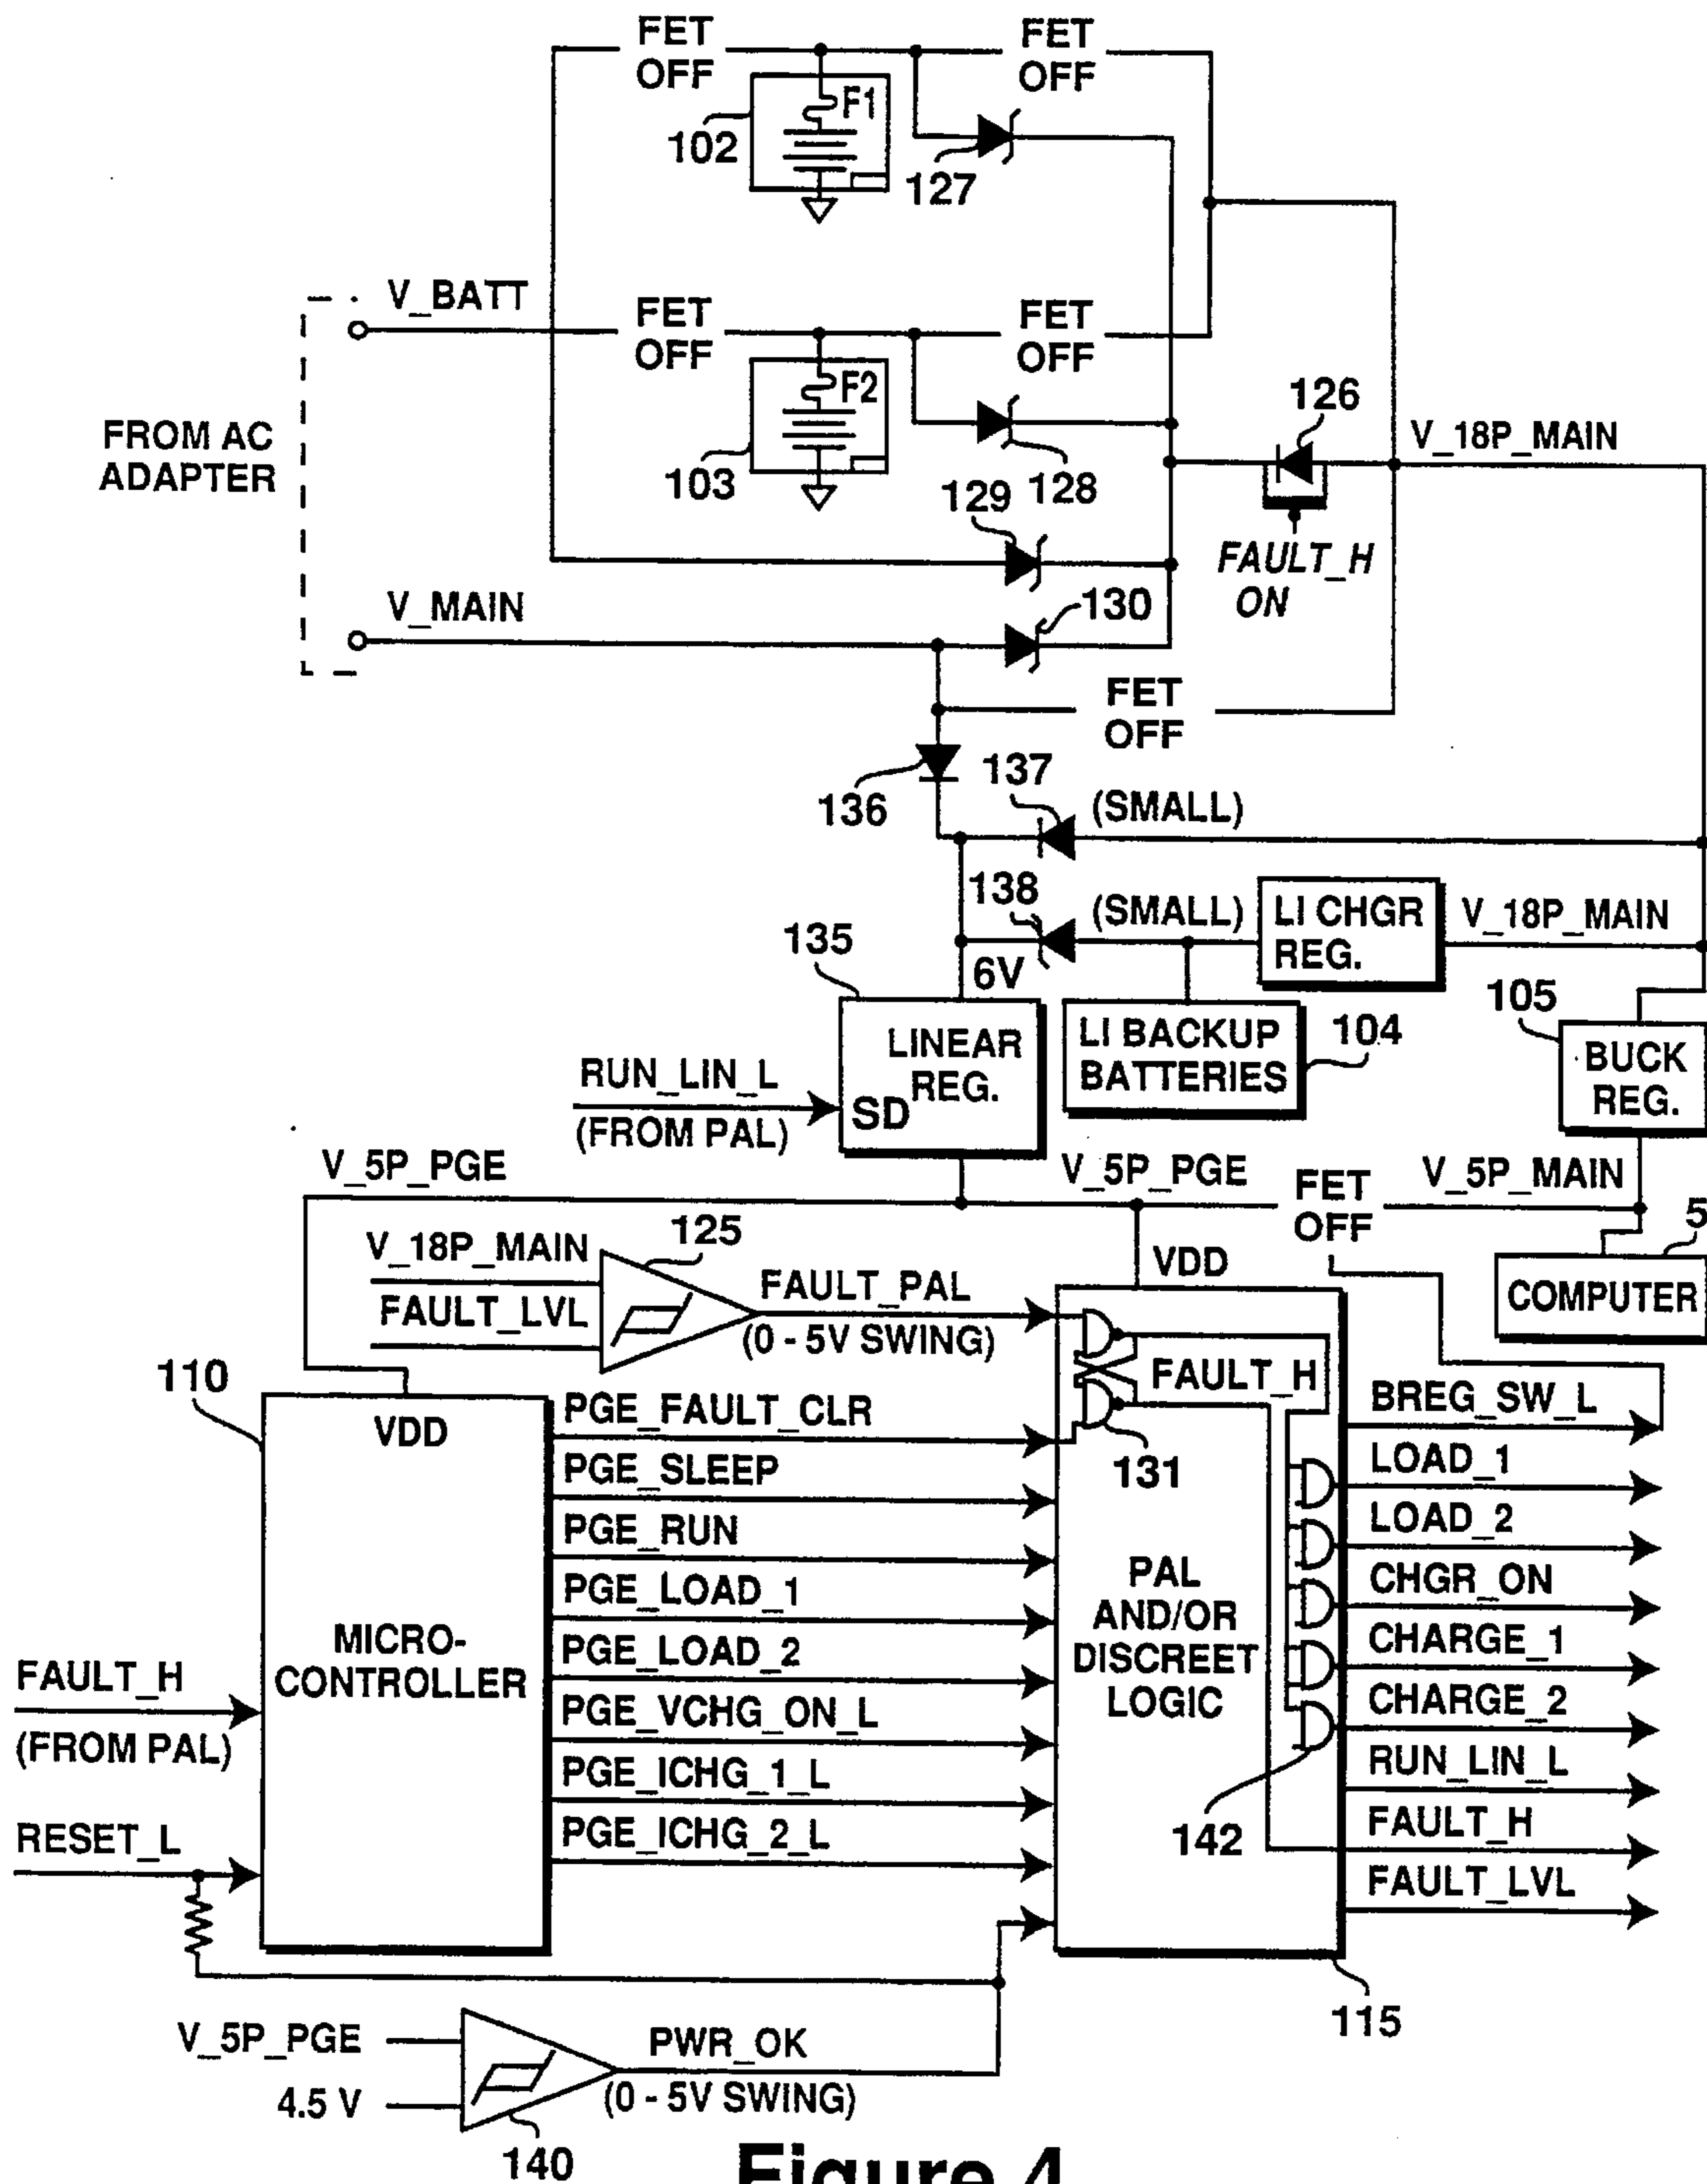 FET
OFF
FET
OFF
F1
102
127
V_BATT
FET
OFF
FET
OFF
F2
103
128
126
V_18P_MAIN
FROM AC
ADAPTER
129
FAULT_H
ON
V_MAIN
130
FET
OFF
136
137
(SMALL)
138
(SMALL)
LI CHGR
REG.
V_18P_MAIN
135
6V
LINEAR
REG.
SD
RUN_LIN_L
(FROM PAL)
LI BACKUP
BATTERIES
104
105
BUCK
REG.
V_5P_PGE
V_5P_PGE
FET
OFF
V_5P_MAIN
5
COMPUTER
V_18P_MAIN
FAULT_LVL
125
FAULT_PAL
(0 - 5V SWING)
VDD
110
VDD
MICRO-
CONTROLLER
PGE_FAULT_CLR
PGE_SLEEP
PGE_RUN
PGE_LOAD_1
PGE_LOAD_2
PGE_VCHG_ON_L
PGE_ICHG_1_L
PGE_ICHG_2_L
FAULT_H
(FROM PAL)
RESET_L
FAULT_H
131
PAL
AND/OR
DISCREET
LOGIC
142
BREG_SW_L
LOAD_1
LOAD_2
CHGR_ON
CHARGE_1
CHARGE_2
RUN_LIN_L
FAULT_H
FAULT_LVL
115
V_5P_PGE
4.5 V
PWR_OK
(0 - 5V SWING)
140
Figure 4